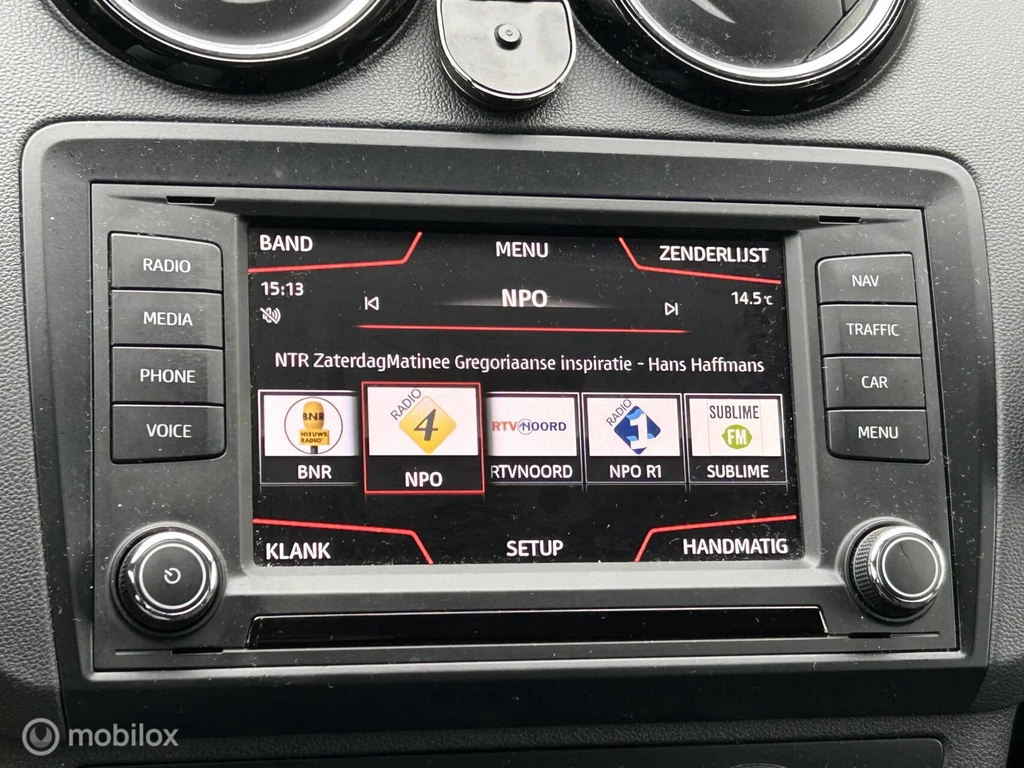 BAND
MENU
ZENDERLIJST
15:13
NPO
14.5°C
NTR ZaterdagMatinee Gregoriaanse inspiratie - Hans Haffmans
BNR NIEUWS RADIO
RADIO 4
RTV NOORD
RADIO 1
SUBLIME FM
BNR
NPO
RTVNOORD
NPO R1
SUBLIME
KLANK
SETUP
HANDMATIG
RADIO
MEDIA
PHONE
VOICE
NAV
TRAFFIC
CAR
MENU
mobilox